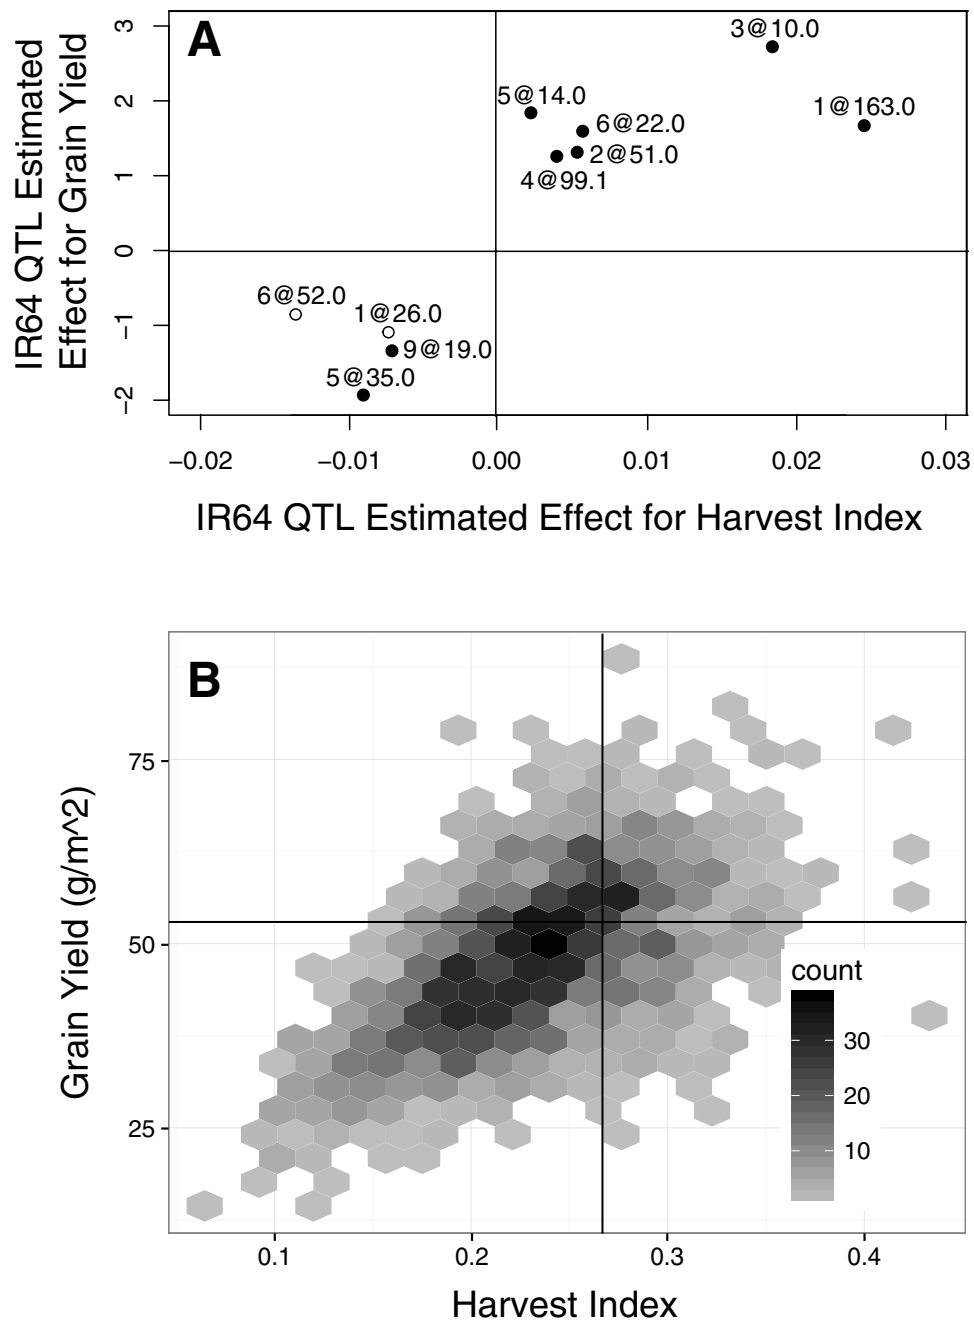 A
IR64 QTL Estimated
Effect for Grain Yield
3
2
1
0
−1
−2
3@10.0
5@14.0
1@163.0
6@22.0
2@51.0
4@99.1
6@52.0
1@26.0
9@19.0
5@35.0
−0.02 −0.01 0.00 0.01 0.02 0.03
IR64 QTL Estimated Effect for Harvest Index
B
Grain Yield (g/m^2)
75
50
25
count
30
20
10
0.1 0.2 0.3 0.4
Harvest Index